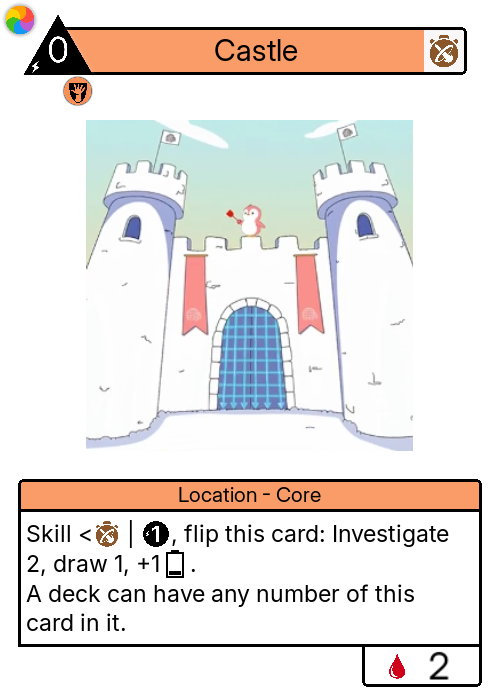 0
Castle
Location - Core
Skill < | 1, flip this card: Investigate
2, draw 1, +1 .
A deck can have any number of this
card in it.
2